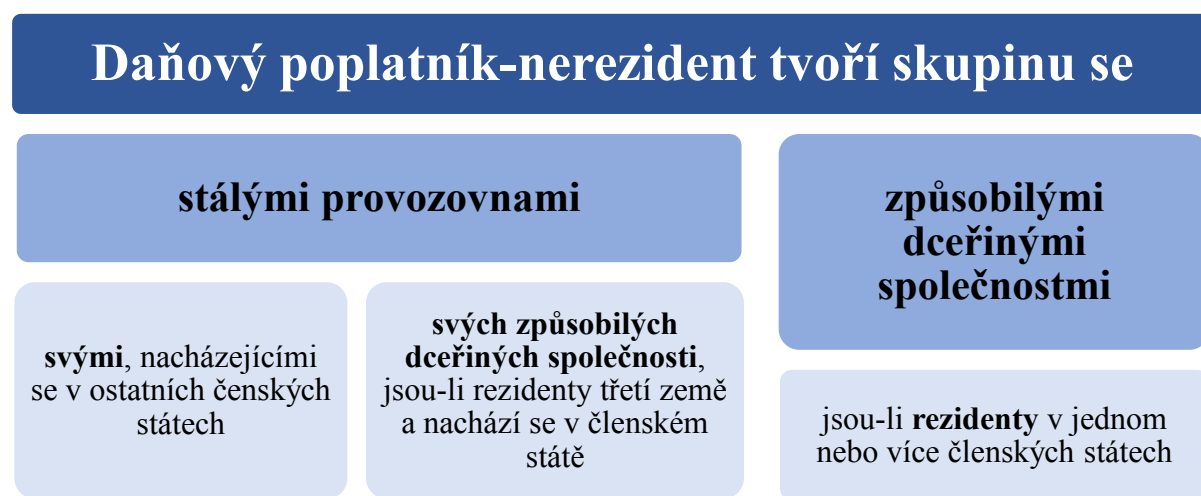 Daňový poplatník-nerezident tvoří skupinu se
stálými provozovnami
svými, nacházejícími
se v ostatních čenských
státech
svých způsobilých
dceřiných společnosti,
jsou-li rezidenty třetí země
a nachází se v členském
státě
způsobilými
dceřinými
společnostmi
jsou-li rezidenty v jednom
nebo více členských státech